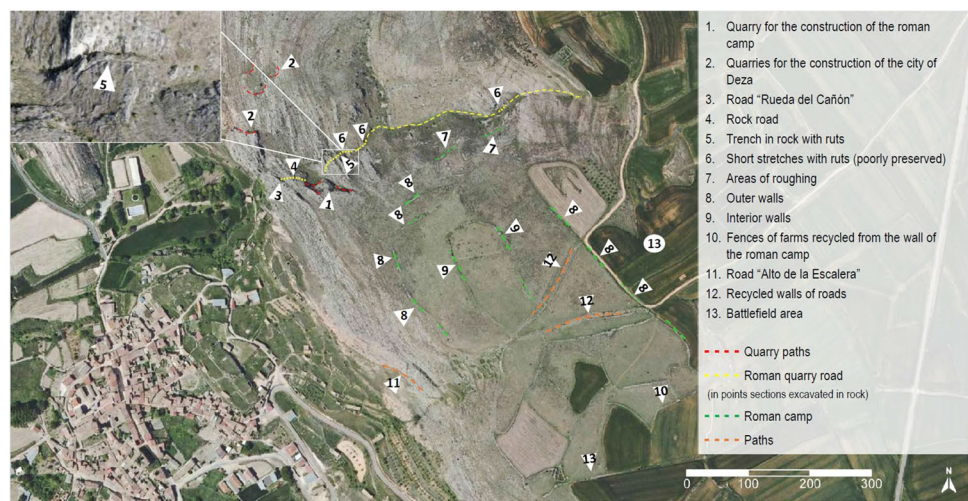 1. Quarry for the construction of the roman
camp
2. Quarries for the construction of the city of
Deza
3. Road “Rueda del Cañón”
4. Rock road
5. Trench in rock with ruts
6. Short stretches with ruts (poorly preserved)
7. Areas of roughing
8. Outer walls
9. Interior walls
10. Fences of farms recycled from the wall of
the roman camp
11. Road “Alto de la Escalera”
12. Recycled walls of roads
13. Battlefield area
Quarry paths
Roman quarry road
(in points sections excavated in rock)
Roman camp
Paths
5
2
2
6
6
6
7
7
4
5
3
1
8
8
8
8
9
9
8
8
8
13
12
12
11
10
13
0 100 200 300
N